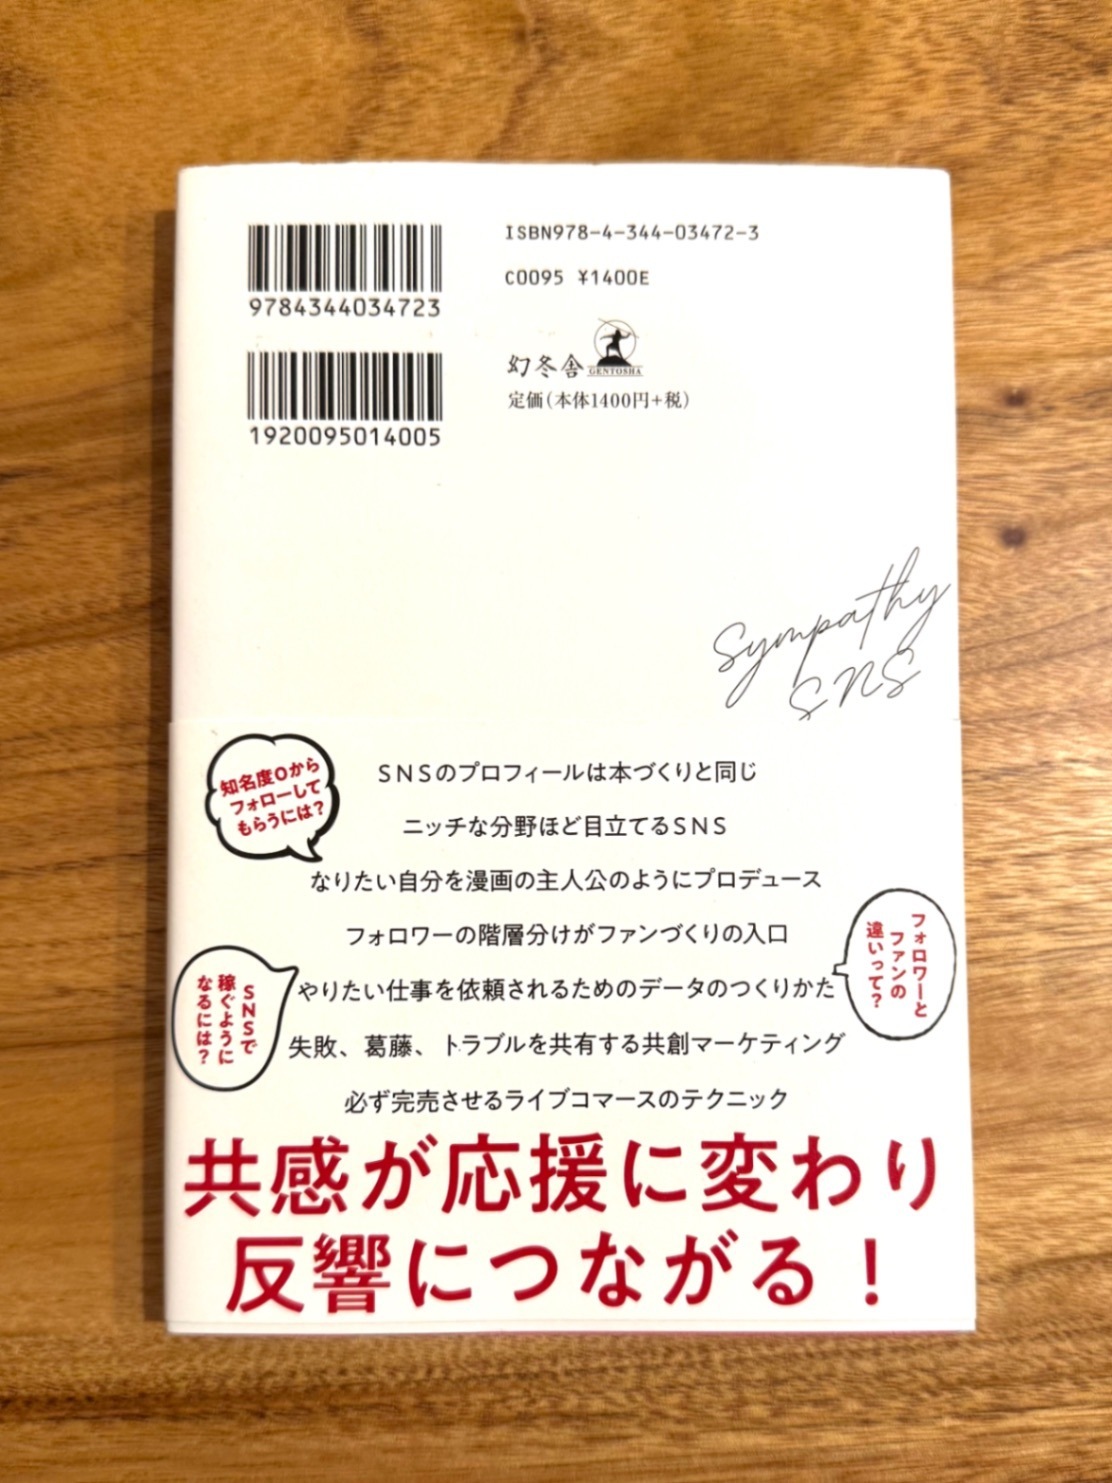 9784344034723
1920095014005
ISBN978-4-344-03472-3
C0095 ¥1400E
幻冬舎
GENTOSHA
定価(本体1400円+税)
Sympathy
SNS
知名度0から
フォローして
もらうには?
SNSのプロフィールは本づくりと同じ
ニッチな分野ほど目立てるSNS
なりたい自分を漫画の主人公のようにプロデュース
フォロワーの階層分けがファンづくりの入口
やりたい仕事を依頼されるためのデータのつくりかた
失敗、葛藤、トラブルを共有する共創マーケティング
必ず完売させるライブコマースのテクニック
フォロワーと
ファンの
違いって?
SNSで
稼ぐように
なるには?
共感が応援に変わり
反響につながる!